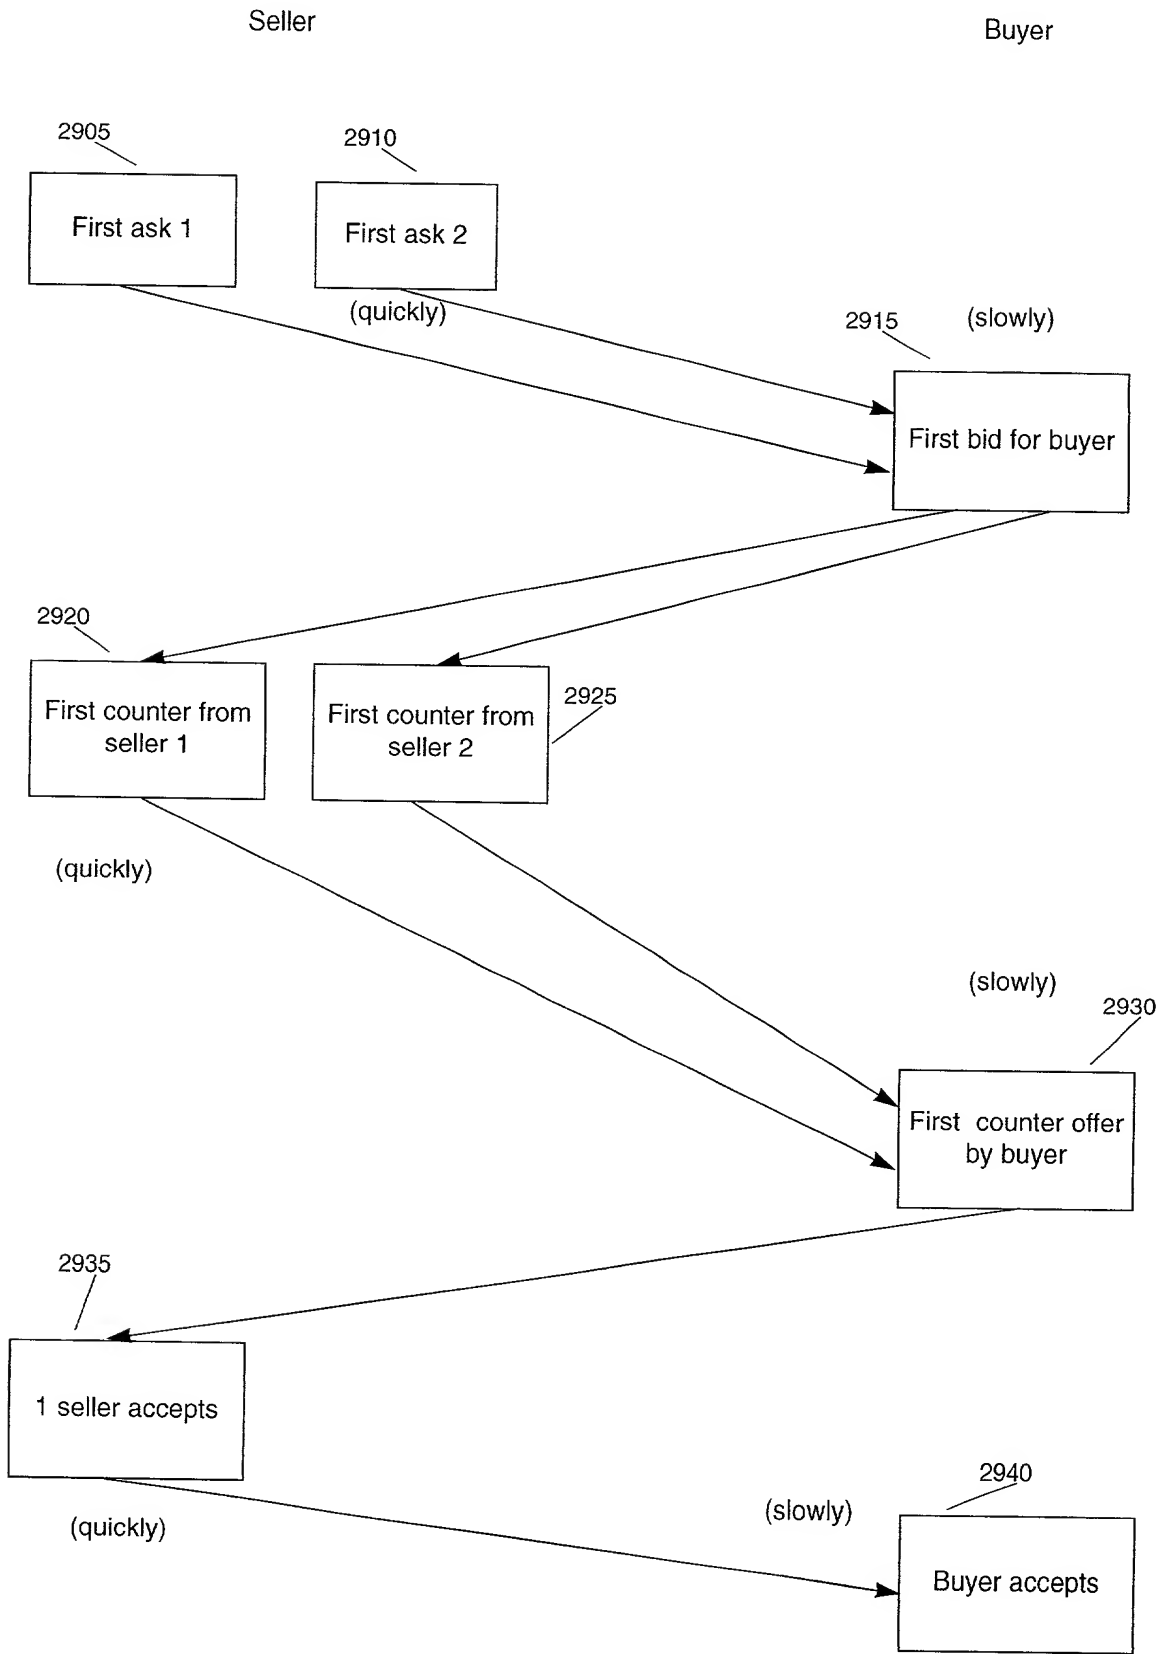 Seller
Buyer
2905
2910
First ask 1
First ask 2
(quickly)
2915
(slowly)
First bid for buyer
2920
First counter from
seller 1
First counter from
seller 2
2925
(quickly)
(slowly)
2930
First counter offer
by buyer
2935
1 seller accepts
(quickly)
2940
(slowly)
Buyer accepts